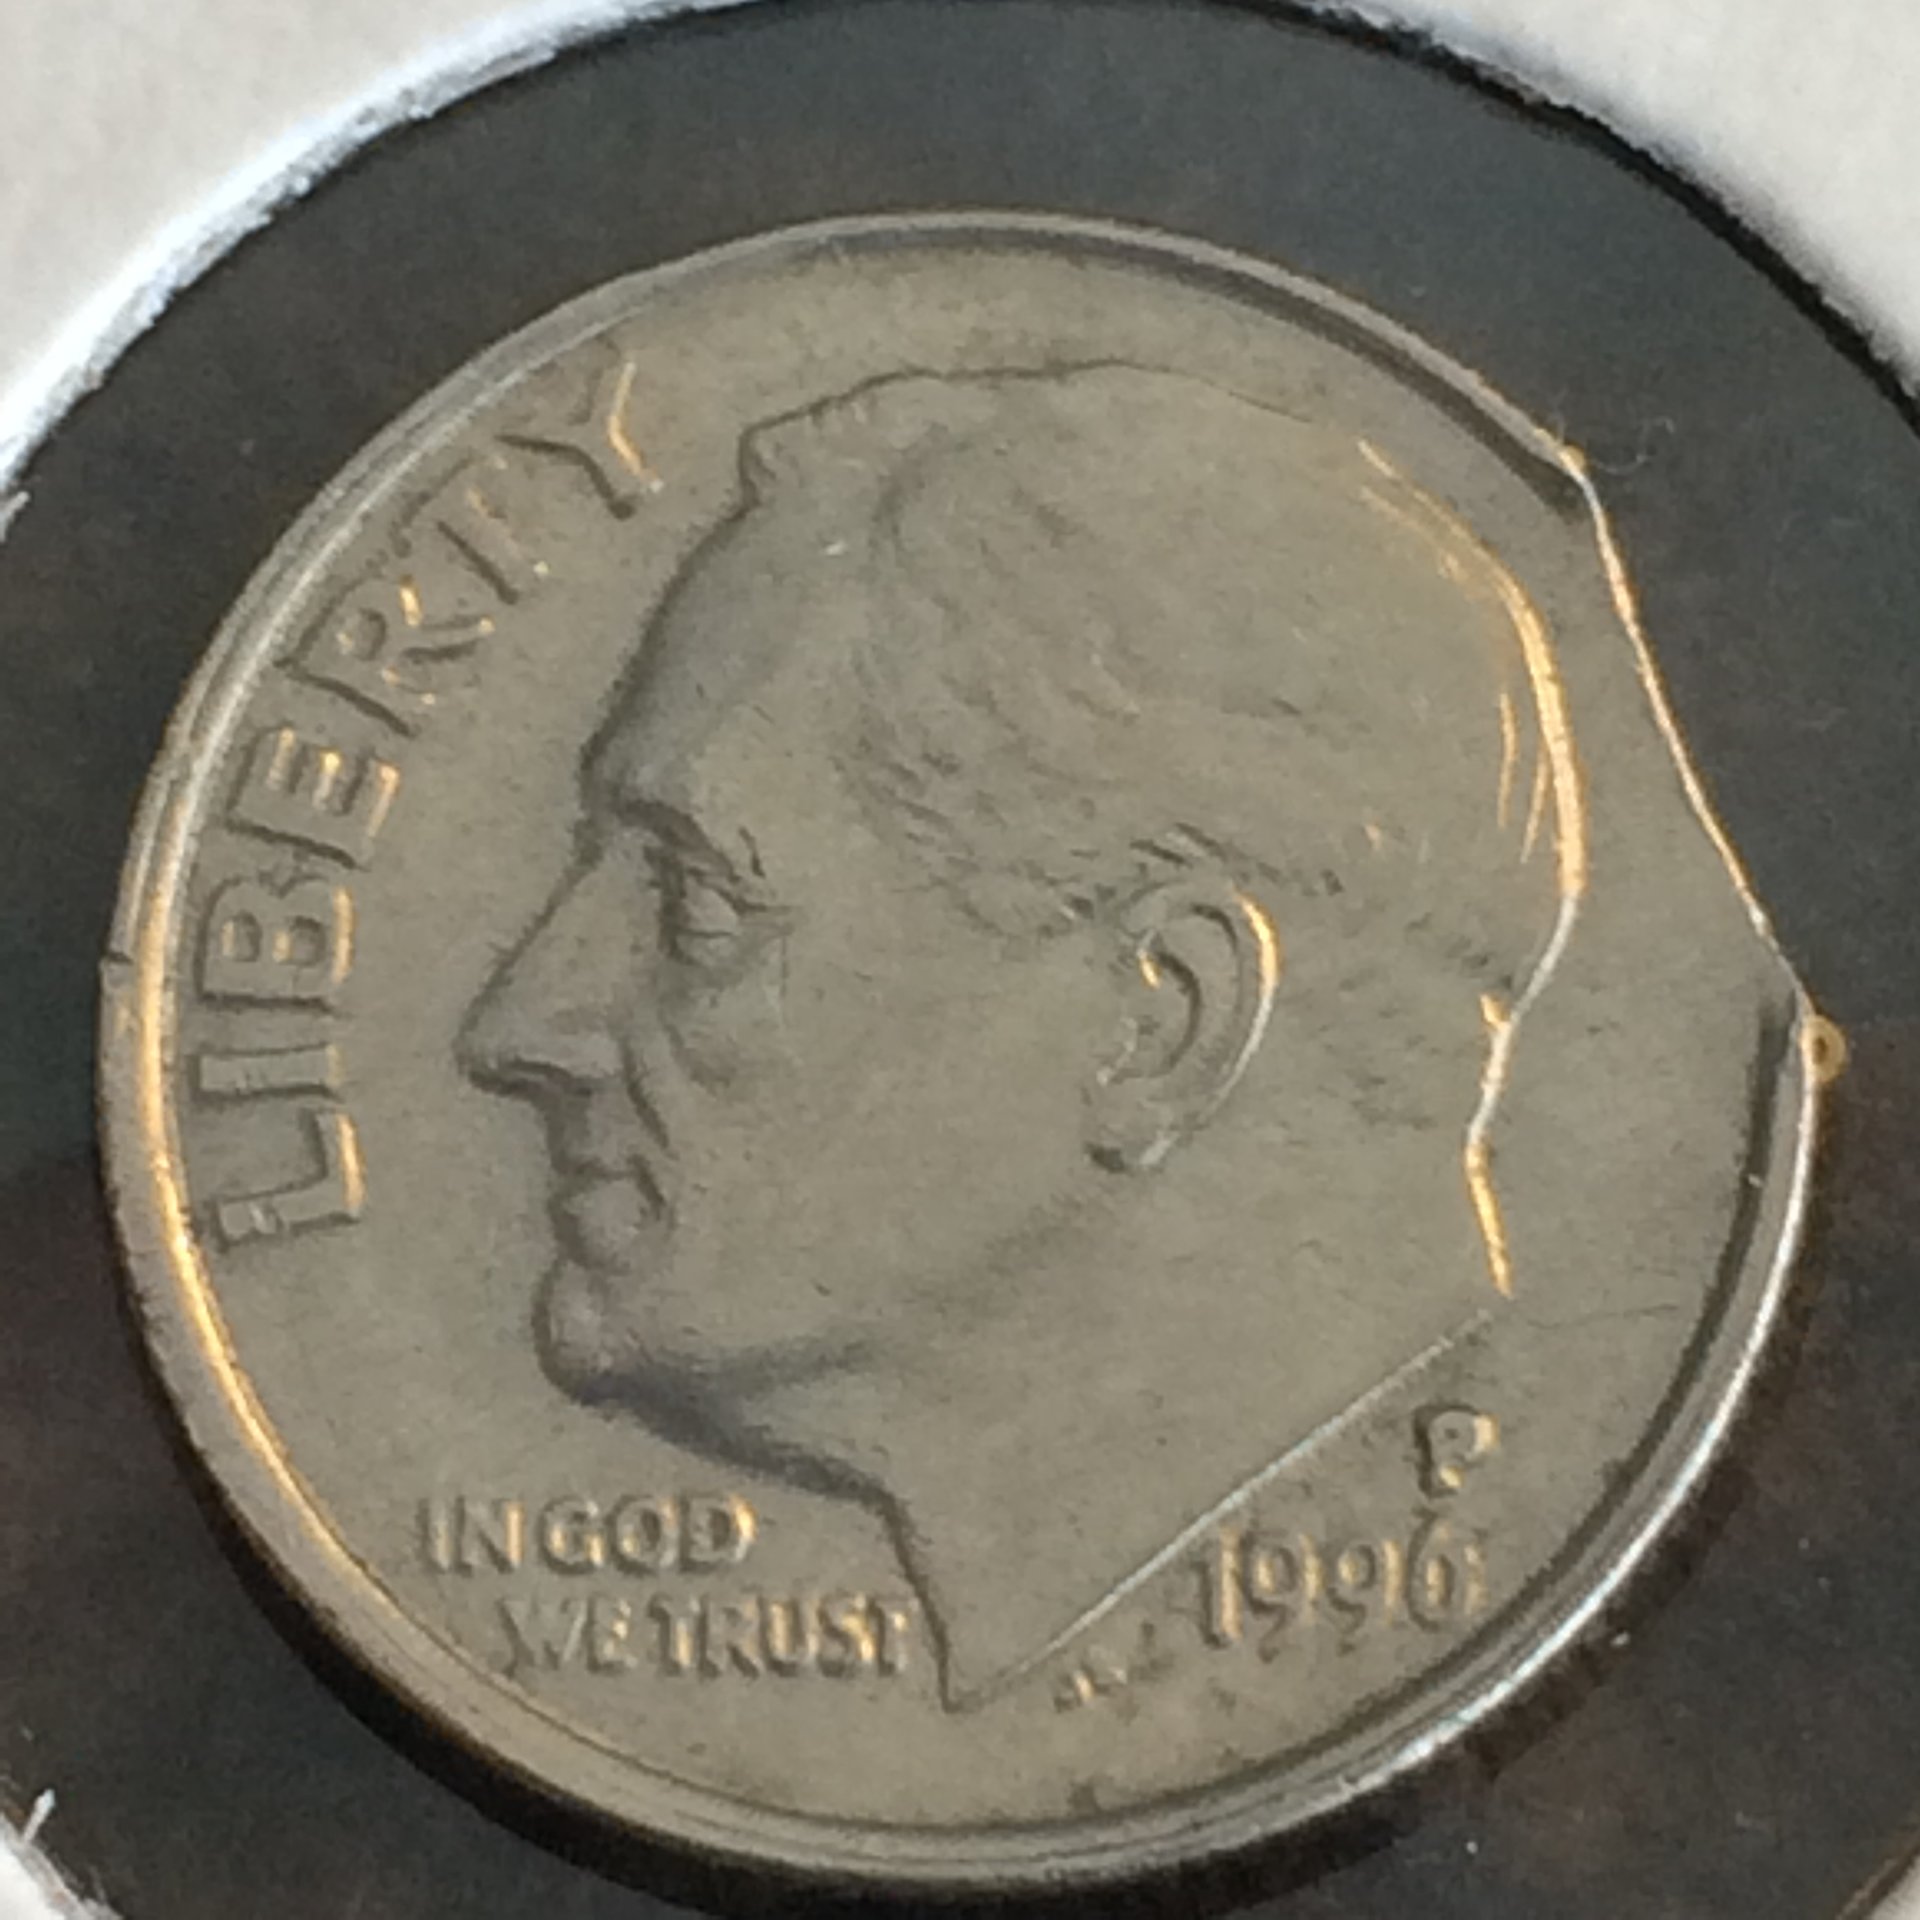 LIBERTY
IN GOD
WE TRUST
P
1996